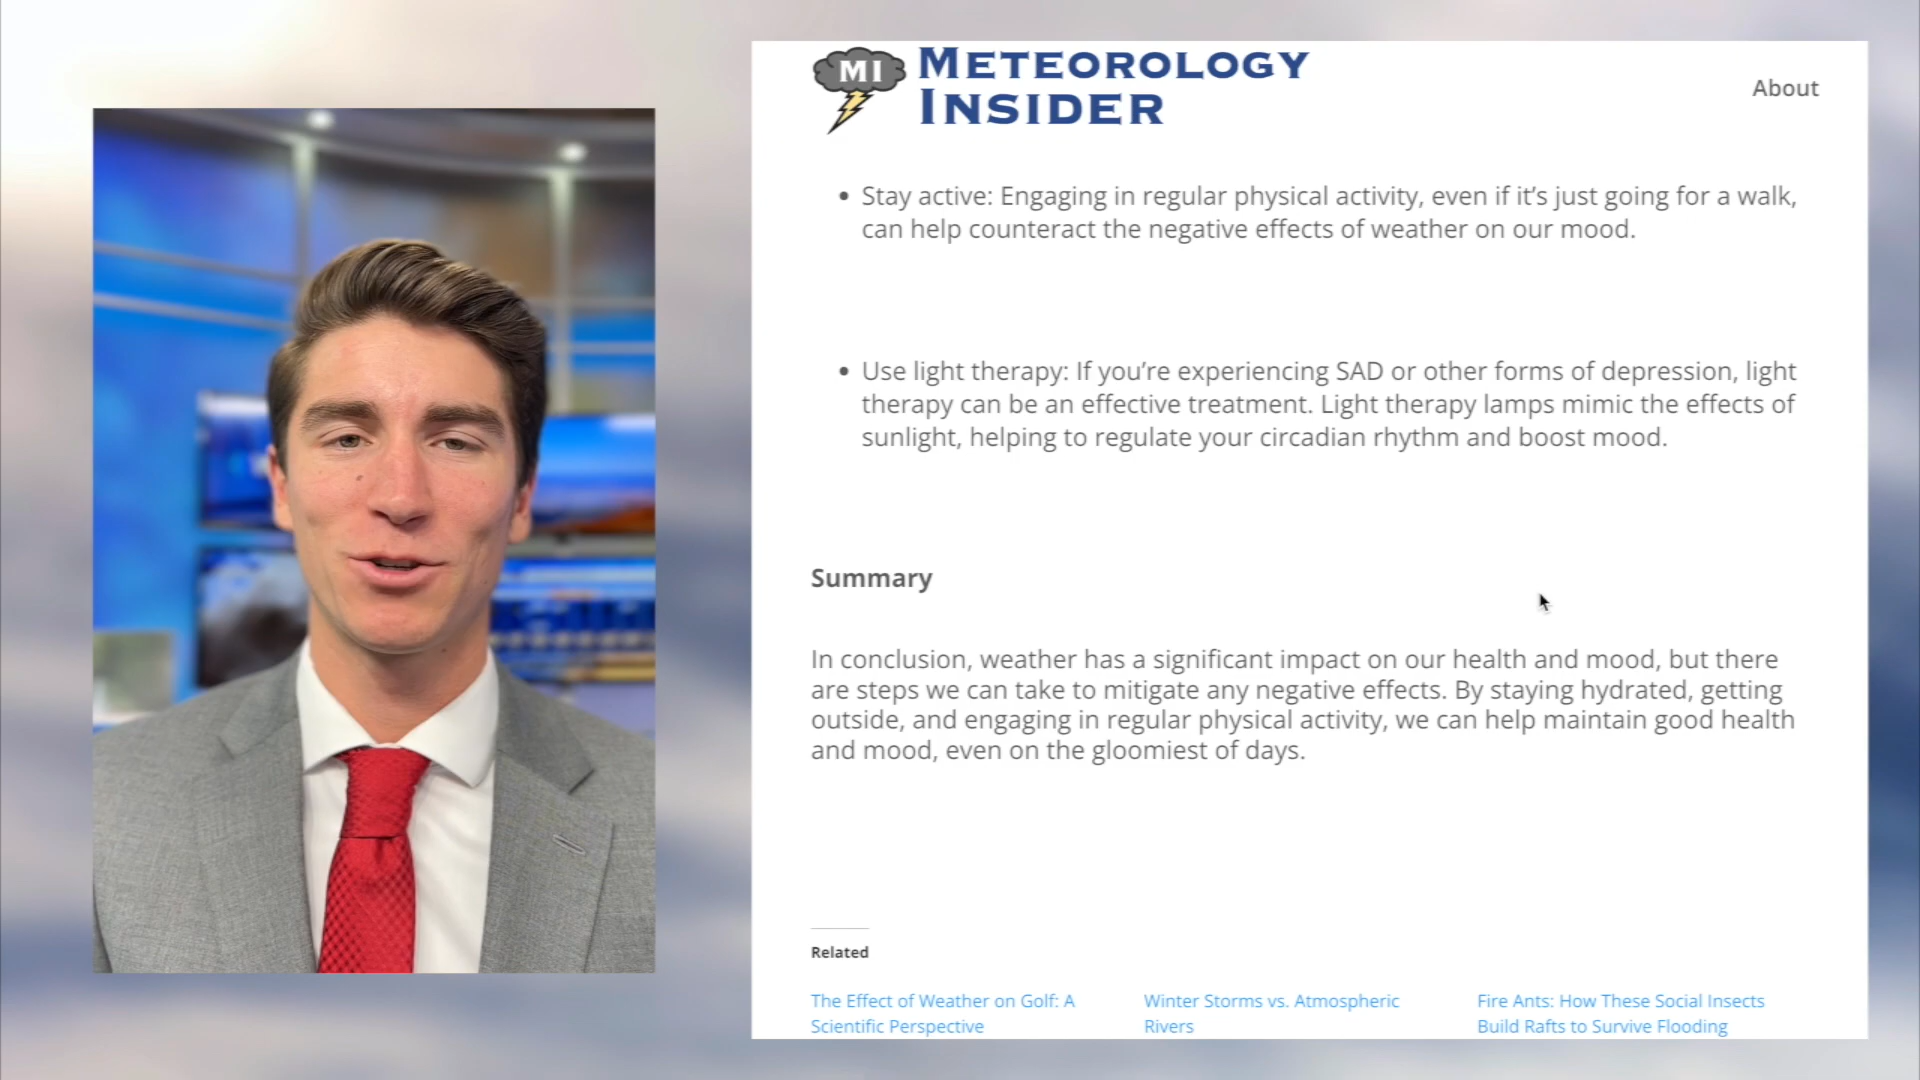 MI
METEOROLOGY
INSIDER
About
• Stay active: Engaging in regular physical activity, even if it’s just going for a walk,
can help counteract the negative effects of weather on our mood.
• Use light therapy: If you’re experiencing SAD or other forms of depression, light
therapy can be an effective treatment. Light therapy lamps mimic the effects of
sunlight, helping to regulate your circadian rhythm and boost mood.
Summary
In conclusion, weather has a significant impact on our health and mood, but there
are steps we can take to mitigate any negative effects. By staying hydrated, getting
outside, and engaging in regular physical activity, we can help maintain good health
and mood, even on the gloomiest of days.
Related
The Effect of Weather on Golf: A
Scientific Perspective
Winter Storms vs. Atmospheric
Rivers
Fire Ants: How These Social Insects
Build Rafts to Survive Flooding